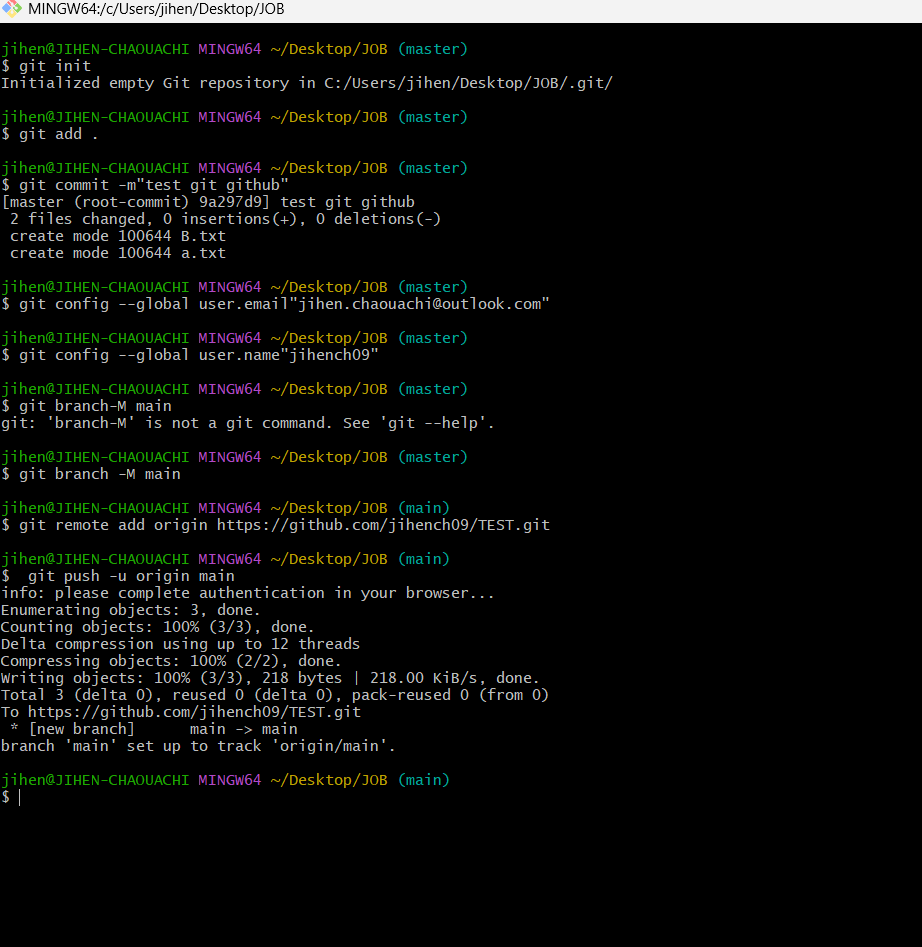 MINGW64:/c/Users/jihen/Desktop/JOB
jihen@JIHEN-CHAOUACHI MINGW64 ~/Desktop/JOB (master)
$ git init
Initialized empty Git repository in C:/Users/jihen/Desktop/JOB/.git/
jihen@JIHEN-CHAOUACHI MINGW64 ~/Desktop/JOB (master)
$ git add .
jihen@JIHEN-CHAOUACHI MINGW64 ~/Desktop/JOB (master)
$ git commit -m"test git github"
[master (root-commit) 9a297d9] test git github
 2 files changed, 0 insertions(+), 0 deletions(-)
 create mode 100644 B.txt
 create mode 100644 a.txt
jihen@JIHEN-CHAOUACHI MINGW64 ~/Desktop/JOB (master)
$ git config --global user.email"jihen.chaouachi@outlook.com"
jihen@JIHEN-CHAOUACHI MINGW64 ~/Desktop/JOB (master)
$ git config --global user.name"jihench09"
jihen@JIHEN-CHAOUACHI MINGW64 ~/Desktop/JOB (master)
$ git branch-M main
git: 'branch-M' is not a git command. See 'git --help'.
jihen@JIHEN-CHAOUACHI MINGW64 ~/Desktop/JOB (master)
$ git branch -M main
jihen@JIHEN-CHAOUACHI MINGW64 ~/Desktop/JOB (main)
$ git remote add origin https://github.com/jihench09/TEST.git
jihen@JIHEN-CHAOUACHI MINGW64 ~/Desktop/JOB (main)
$  git push -u origin main
info: please complete authentication in your browser...
Enumerating objects: 3, done.
Counting objects: 100% (3/3), done.
Delta compression using up to 12 threads
Compressing objects: 100% (2/2), done.
Writing objects: 100% (3/3), 218 bytes | 218.00 KiB/s, done.
Total 3 (delta 0), reused 0 (delta 0), pack-reused 0 (from 0)
To https://github.com/jihench09/TEST.git
 * [new branch]      main -> main
branch 'main' set up to track 'origin/main'.
jihen@JIHEN-CHAOUACHI MINGW64 ~/Desktop/JOB (main)
$